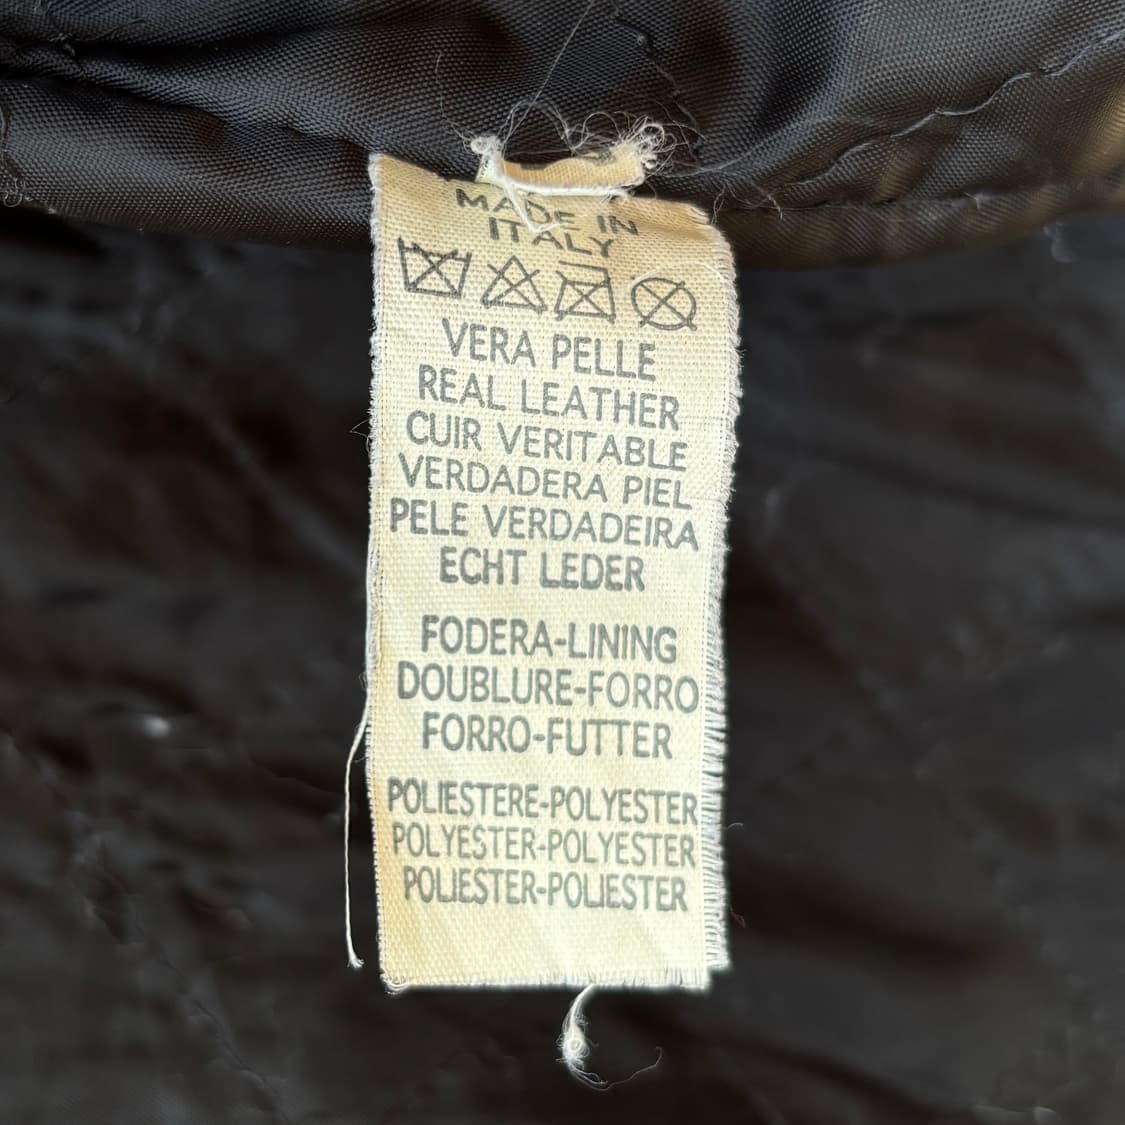 MADE IN
ITALY
VERA PELLE
REAL LEATHER
CUIR VERITABLE
VERDADERA PIEL
PELE VERDADEIRA
ECHT LEDER
FODERA-LINING
DOUBLURE-FORRO
FORRO-FUTTER
POLIESTERE-POLYESTER
POLYESTER-POLYESTER
POLIESTER-POLIESTER